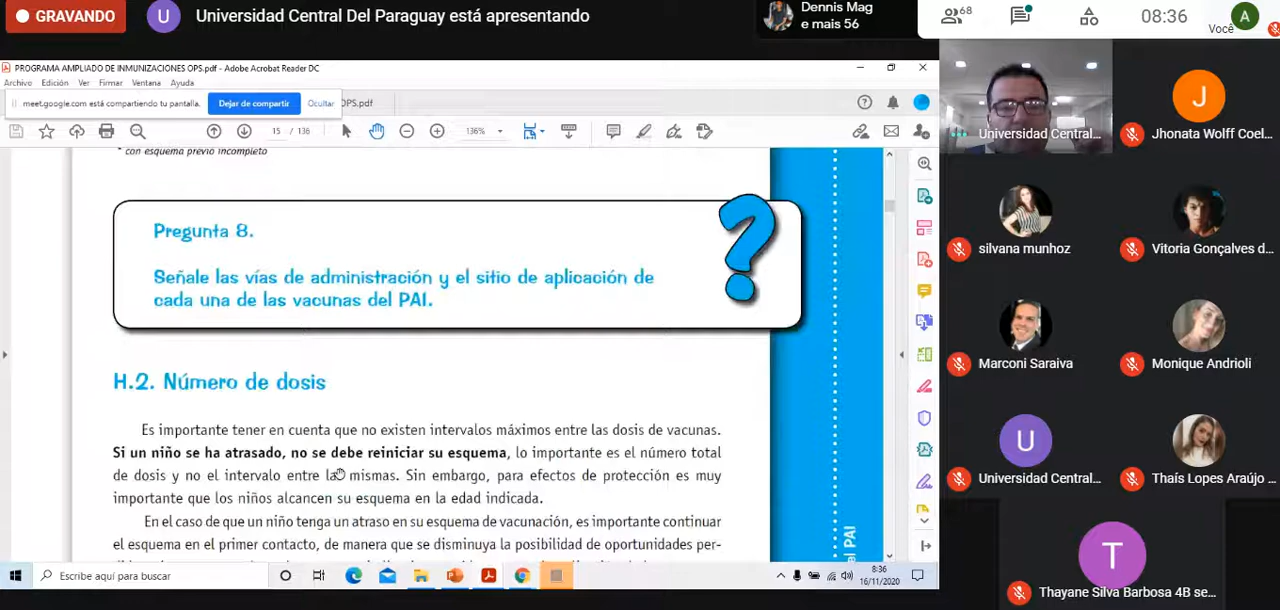 GRAVANDO
U
Universidad Central Del Paraguay está apresentando
Dennis Mag
e mais 56
68
08:36
Você
A
PROGRAMA AMPLIADO DE INMUNIZACIONES OPS.pdf - Adobe Acrobat Reader DC
Archivo Edición Ver Firmar Ventana Ayuda
meet.google.com está compartiendo tu pantalla.
Dejar de compartir
Ocultar
OPS.pdf
15 / 136
136%
* con esquema previo incompleto
Pregunta 8.
Señale las vías de administración y el sitio de aplicación de
cada una de las vacunas del PAI.
?
H.2. Número de dosis
Es importante tener en cuenta que no existen intervalos máximos entre las dosis de vacunas.
Si un niño se ha atrasado, no se debe reiniciar su esquema, lo importante es el número total
de dosis y no el intervalo entre las mismas. Sin embargo, para efectos de protección es muy
importante que los niños alcancen su esquema en la edad indicada.
En el caso de que un niño tenga un atraso en su esquema de vacunación, es importante continuar
el esquema en el primer contacto, de manera que se disminuya la posibilidad de oportunidades per-
el PAI
Escribe aquí para buscar
8:36
16/11/2020
Universidad Central...
J
Jhonata Wolff Coel...
silvana munhoz
Vitoria Gonçalves d...
Marconi Saraiva
Monique Andrioli
U
Universidad Central...
Thaís Lopes Araújo ...
T
Thayane Silva Barbosa 4B se...